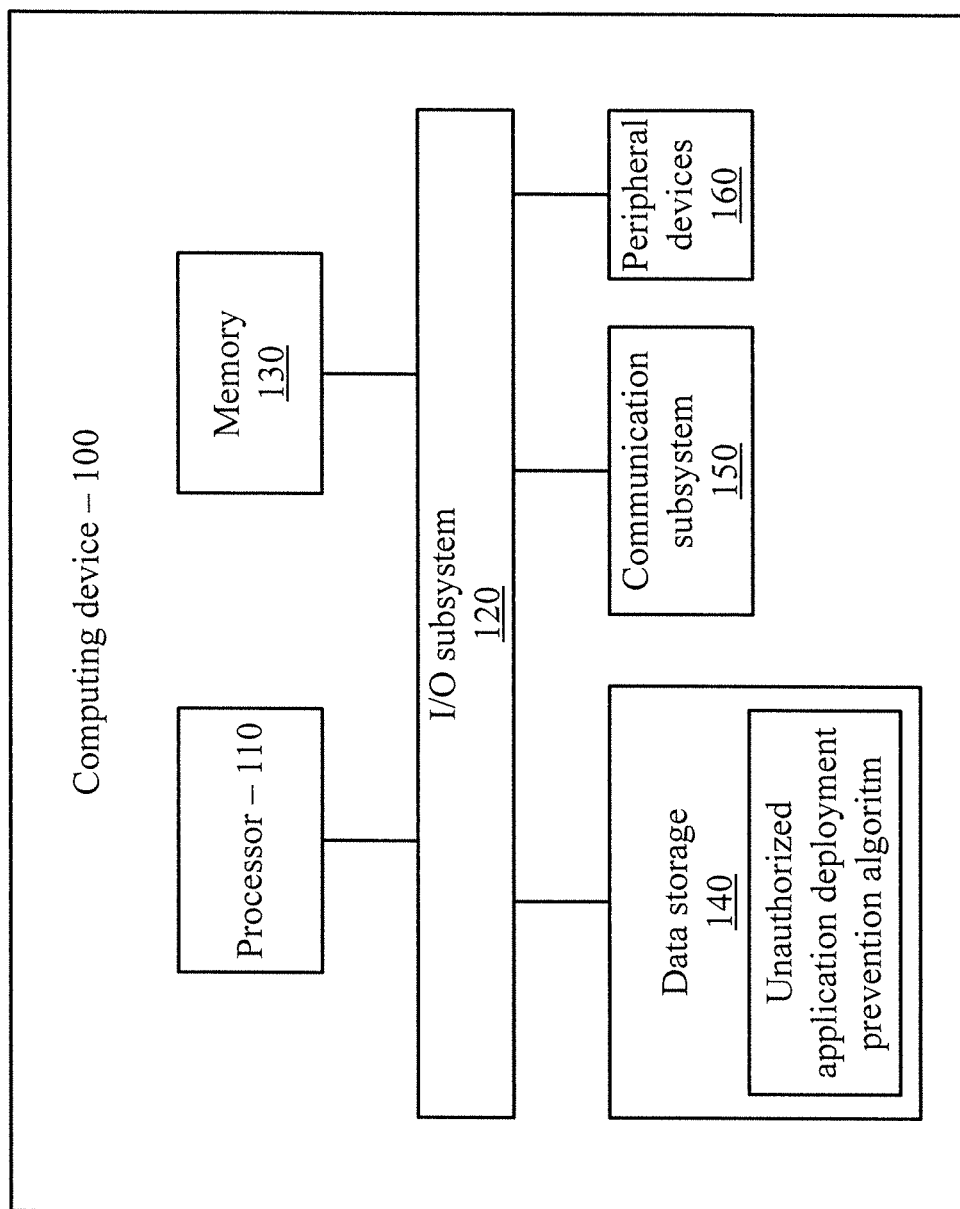 Computing device – 100
Processor – 110
Memory
130
I/O subsystem
120
Data storage
140
Unauthorized
application deployment
prevention algoritm
Communication
subsystem
150
Peripheral
devices
160